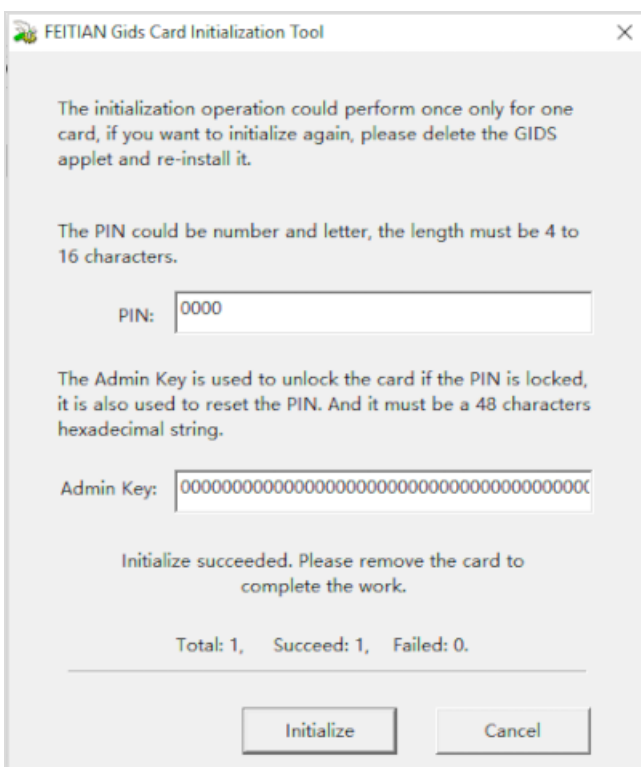 FEITIAN Gids Card Initialization Tool
The initialization operation could perform once only for one
card, if you want to initialize again, please delete the GIDS
applet and re-install it.
The PIN could be number and letter, the length must be 4 to
16 characters.
PIN: 0000
The Admin Key is used to unlock the card if the PIN is locked,
it is also used to reset the PIN. And it must be a 48 characters
hexadecimal string.
Admin Key:
Initialize succeeded. Please remove the card to
complete the work.
Total: 1, Succeed: 1, Failed: 0.
Initialize Cancel